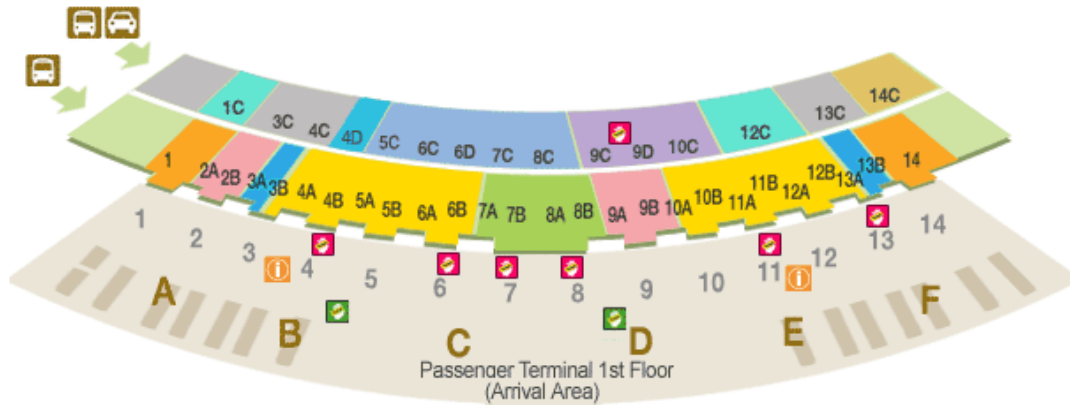 1C
3C
4C
4D
5C
6C
6D
7C
8C
9C
9D
10C
12C
13C
14C
1
2A
2B
3A
3B
4A
4B
5A
5B
6A
6B
7A
7B
8A
8B
9A
9B
10A
10B
11A
11B
12A
12B
13A
13B
14
1
2
3
4
5
6
7
8
9
10
11
12
13
14
i
i
A
B
C
D
E
F
Passenger Terminal 1st Floor
(Arrival Area)